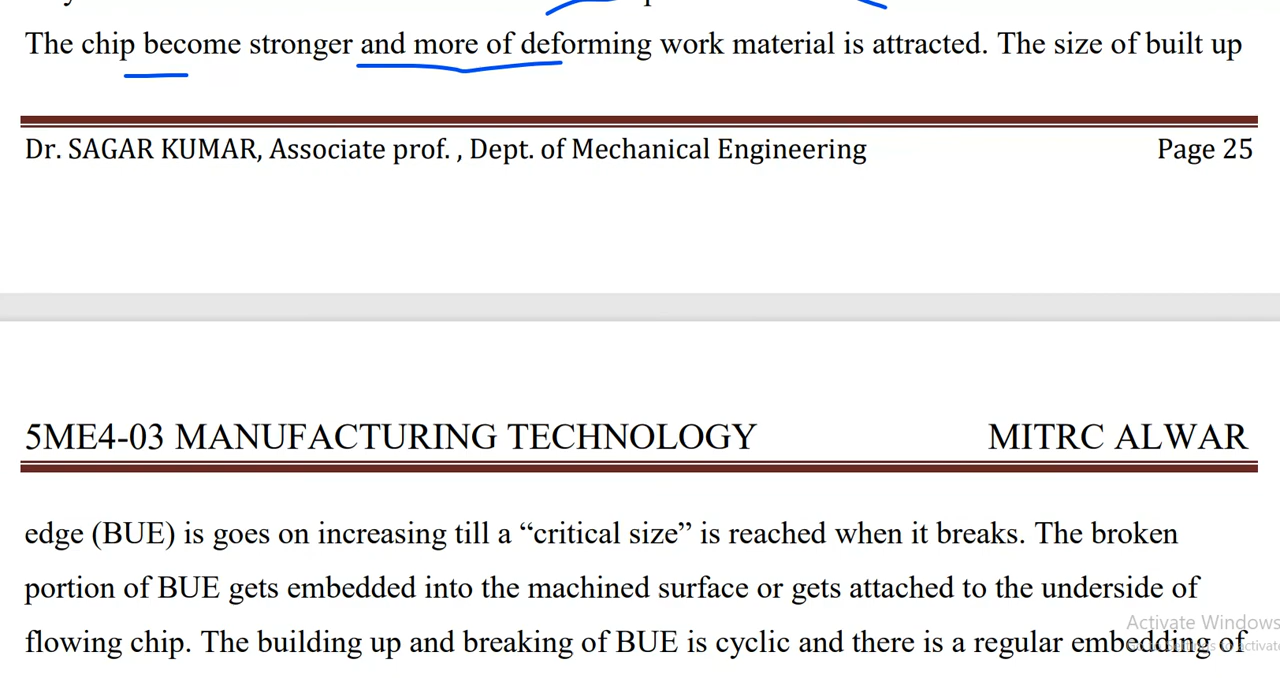 The chip become stronger and more of deforming work material is attracted. The size of built up
Dr. SAGAR KUMAR, Associate prof. , Dept. of Mechanical Engineering Page 25
5ME4-03 MANUFACTURING TECHNOLOGY MITRC ALWAR
edge (BUE) is goes on increasing till a “critical size” is reached when it breaks. The broken
portion of BUE gets embedded into the machined surface or gets attached to the underside of
Activate Windows
flowing chip. The building up and breaking of BUE is cyclic and there is a regular embedding of